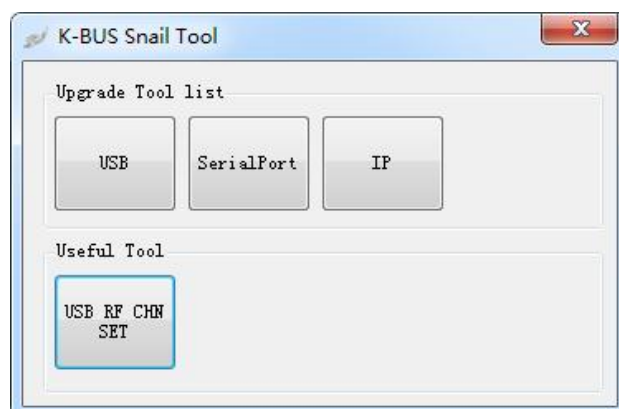 K-BUS Snail Tool
Upgrade Tool list
USB
SerialPort
IP
Useful Tool
USB RF CHN
SET